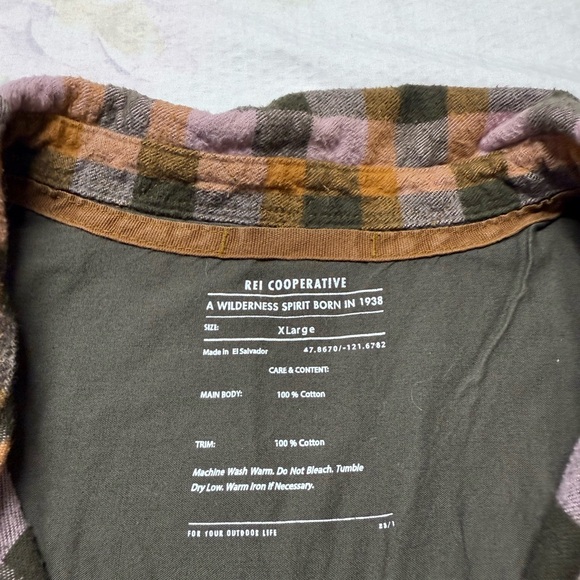 REI COOPERATIVE
A WILDERNESS SPIRIT BORN IN 1938
SIZE: XLarge
Made in El Salvador 47.8670/-121.6782
CARE & CONTENT:
MAIN BODY: 100 % Cotton
TRIM: 100 % Cotton
Machine Wash Warm. Do Not Bleach. Tumble
Dry Low. Warm Iron if Necessary.
FOR YOUR OUTDOOR LIFE